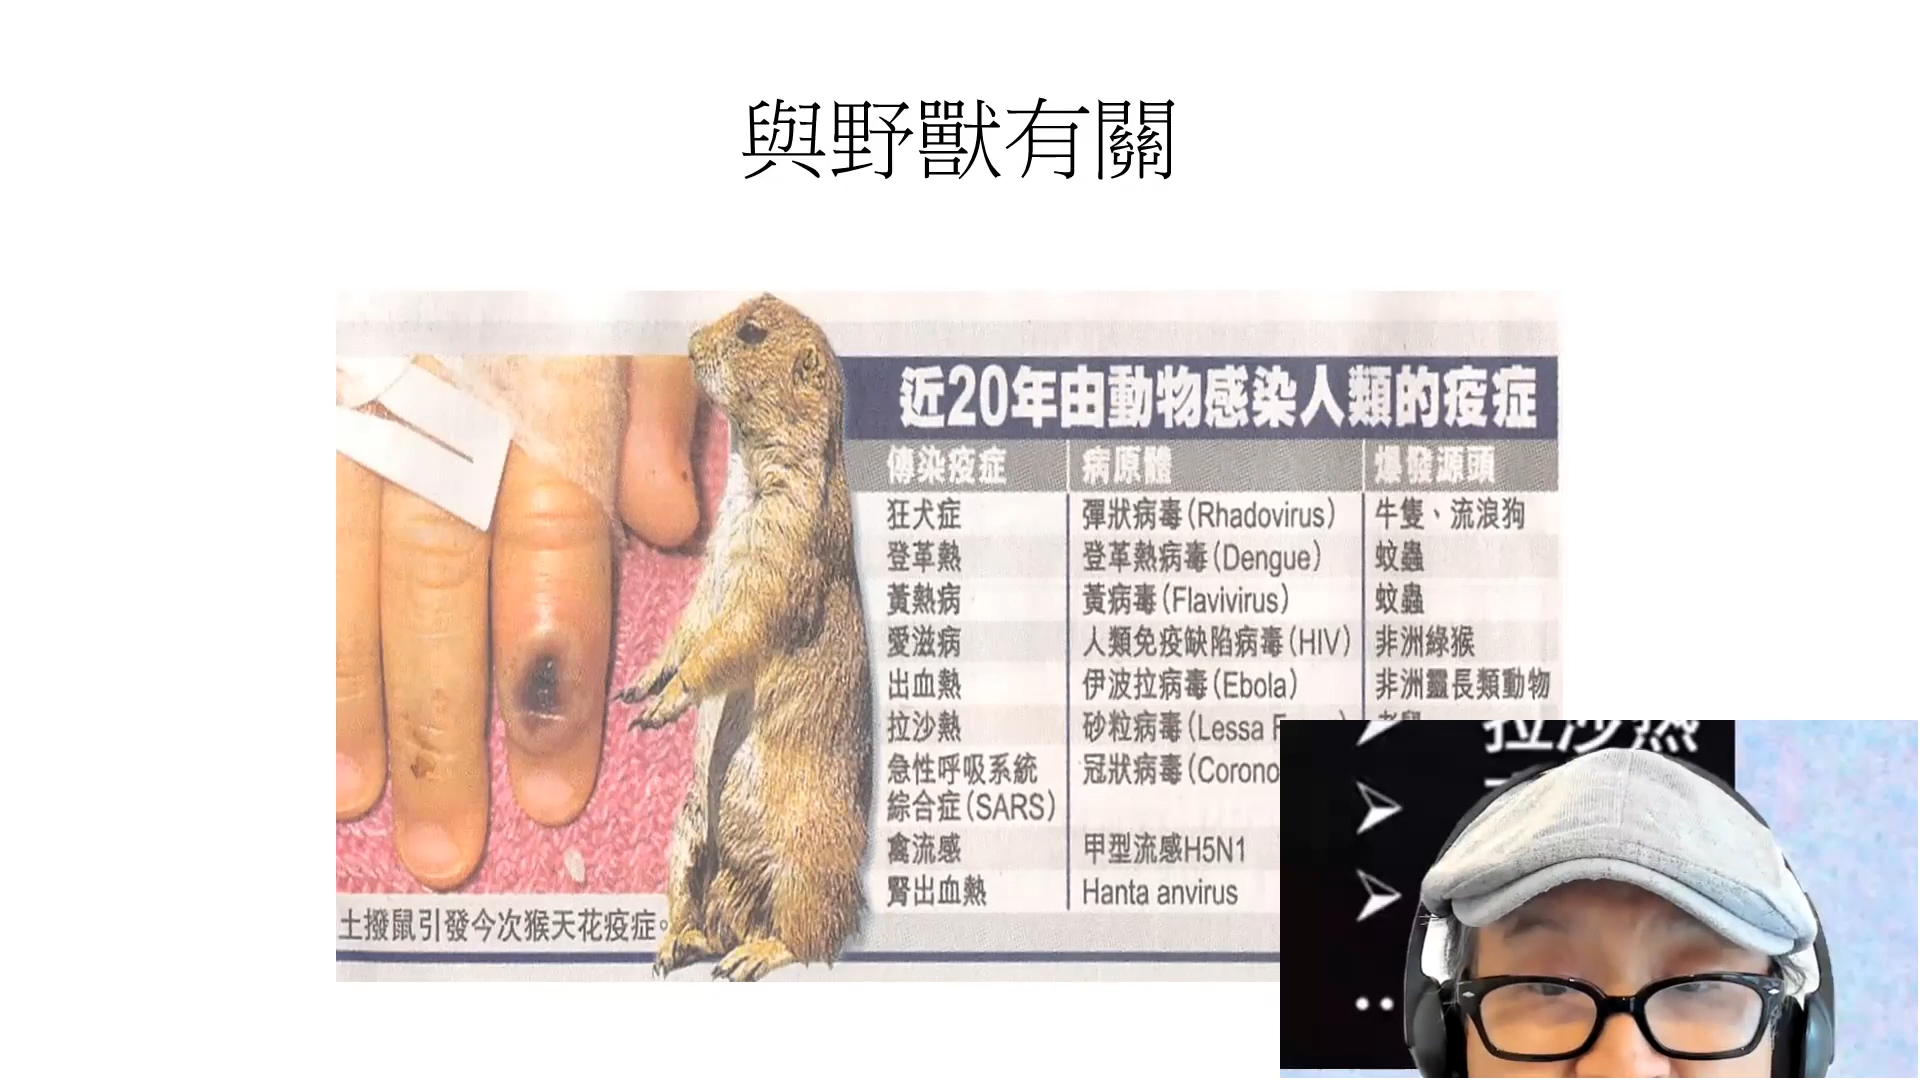 與野獸有關
近20年由動物感染人類的疫症
傳染疫症 病原體 爆發源頭
狂犬症 彈狀病毒(Rhadovirus) 牛隻、流浪狗
登革熱 登革熱病毒(Dengue) 蚊蟲
黃熱病 黃病毒(Flavivirus) 蚊蟲
愛滋病 人類免疫缺陷病毒(HIV) 非洲綠猴
出血熱 伊波拉病毒(Ebola) 非洲靈長類動物
拉沙熱 砂粒病毒(Lessa
急性呼吸系統 冠狀病毒(Corono
綜合症(SARS)
禽流感 甲型流感H5N1
腎出血熱 Hanta anvirus
土撥鼠引發今次猴天花疫症。
拉沙熱